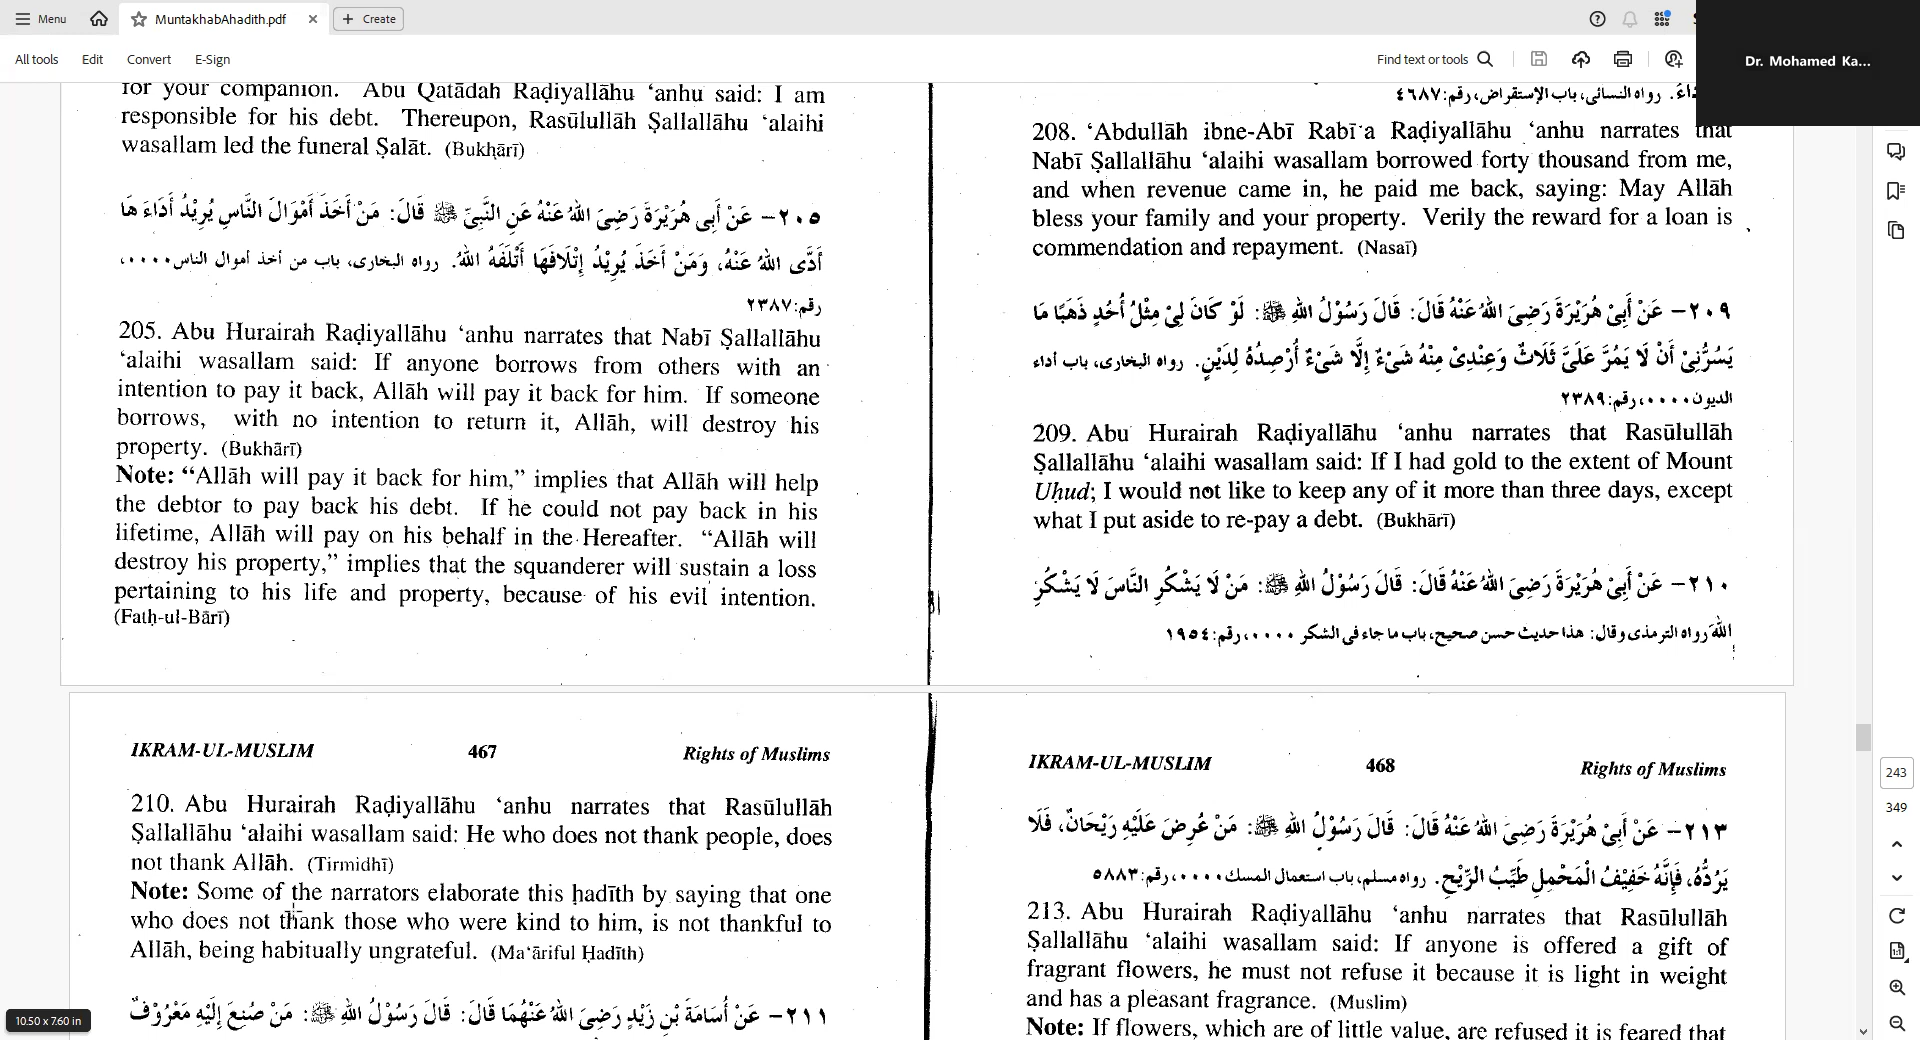 Menu
MuntakhabAhadith.pdf
Create
All tools
Edit
Convert
E-Sign
Find text or tools
Dr. Mohamed Ka...
for your companion. Abu Qatādah Raḍiyallāhu ‘anhu said: I am
responsible for his debt. Thereupon, Rasūlullāh Ṣallallāhu ‘alaihi
wasallam led the funeral Ṣalāt. (Bukhārī)
٢٠٥- عَنْ أَبِى هُرَيْرَةَ رَضِىَ اللهُ عَنْهُ عَنِ النَّبِىِّ ﷺ قَالَ: مَنْ أَخَذَ أَمْوَالَ النَّاسِ يُرِيْدُ أَدَاءَ هَا
أَدَّى اللهُ عَنْهُ، وَمَنْ أَخَذَ يُرِيْدُ إِتْلَافَهَا أَتْلَفَهُ اللهُ. رواه البخارى، باب من أخذ أموال الناس٠٠٠٠،
رقم:٢٣٨٧
205. Abu Hurairah Raḍiyallāhu ‘anhu narrates that Nabī Ṣallallāhu
‘alaihi wasallam said: If anyone borrows from others with an
intention to pay it back, Allāh will pay it back for him. If someone
borrows, with no intention to return it, Allāh, will destroy his
property. (Bukhārī)
Note: “Allāh will pay it back for him,” implies that Allāh will help
the debtor to pay back his debt. If he could not pay back in his
lifetime, Allāh will pay on his behalf in the Hereafter. “Allāh will
destroy his property,” implies that the squanderer will sustain a loss
pertaining to his life and property, because of his evil intention.
(Fatḥ-ul-Bārī)
رواه النسائى، باب الإستقراض، رقم:٤٦٨٧
208. ‘Abdullāh ibne-Abī Rabī‘a Raḍiyallāhu ‘anhu narrates that
Nabī Ṣallallāhu ‘alaihi wasallam borrowed forty thousand from me,
and when revenue came in, he paid me back, saying: May Allāh
bless your family and your property. Verily the reward for a loan is
commendation and repayment. (Nasaī)
٢٠٩- عَنْ أَبِىْ هُرَيْرَةَ رَضِىَ اللهُ عَنْهُ قَالَ: قَالَ رَسُوْلُ اللهِ ﷺ: لَوْ كَانَ لِىْ مِثْلُ أُحُدٍ ذَهَبًا مَا
يَسُرُّنِىْ أَنْ لَا يَمُرَّ عَلَىَّ ثَلَاثٌ وَعِنْدِىْ مِنْهُ شَىْءٌ إِلَّا شَىْءٌ أُرْصِدُهُ لِدَيْنٍ. رواه البخارى، باب أداء
الديون٠٠٠٠، رقم:٢٣٨٩
209. Abu Hurairah Raḍiyallāhu ‘anhu narrates that Rasūlullāh
Ṣallallāhu ‘alaihi wasallam said: If I had gold to the extent of Mount
Uḥud; I would not like to keep any of it more than three days, except
what I put aside to re-pay a debt. (Bukhārī)
٢١٠- عَنْ أَبِىْ هُرَيْرَةَ رَضِىَ اللهُ عَنْهُ قَالَ: قَالَ رَسُوْلُ اللهِ ﷺ: مَنْ لَا يَشْكُرِ النَّاسَ لَا يَشْكُرِ
اللهَ رواه الترمذى وقال: هذا حديث حسن صحيح، باب ما جاء فى الشكر ٠٠٠٠، رقم:١٩٥٤
IKRAM-UL-MUSLIM 467 Rights of Muslims
210. Abu Hurairah Raḍiyallāhu ‘anhu narrates that Rasūlullāh
Ṣallallāhu ‘alaihi wasallam said: He who does not thank people, does
not thank Allāh. (Tirmidhī)
Note: Some of the narrators elaborate this ḥadīth by saying that one
who does not thank those who were kind to him, is not thankful to
Allāh, being habitually ungrateful. (Ma‘āriful Ḥadīth)
٢١١- عَنْ أُسَامَةَ بْنِ زَيْدٍ رَضِىَ اللهُ عَنْهُمَا قَالَ: قَالَ رَسُوْلُ اللهِ ﷺ: مَنْ صُنِعَ إِلَيْهِ مَعْرُوْفٌ
IKRAM-UL-MUSLIM 468 Rights of Muslims
٢١٣- عَنْ أَبِىْ هُرَيْرَةَ رَضِىَ اللهُ عَنْهُ قَالَ: قَالَ رَسُوْلُ اللهِ ﷺ: مَنْ عُرِضَ عَلَيْهِ رَيْحَانٌ، فَلَا
يَرُدُّهُ، فَإِنَّهُ خَفِيْفُ الْمَحْمِلِ طَيِّبُ الرِّيْحِ. رواه مسلم، باب استعمال المسك٠٠٠٠، رقم:٥٨٨٣
213. Abu Hurairah Raḍiyallāhu ‘anhu narrates that Rasūlullāh
Ṣallallāhu ‘alaihi wasallam said: If anyone is offered a gift of
fragrant flowers, he must not refuse it because it is light in weight
and has a pleasant fragrance. (Muslim)
Note: If flowers, which are of little value, are refused it is feared that
243
349
10.50 x 7.60 in